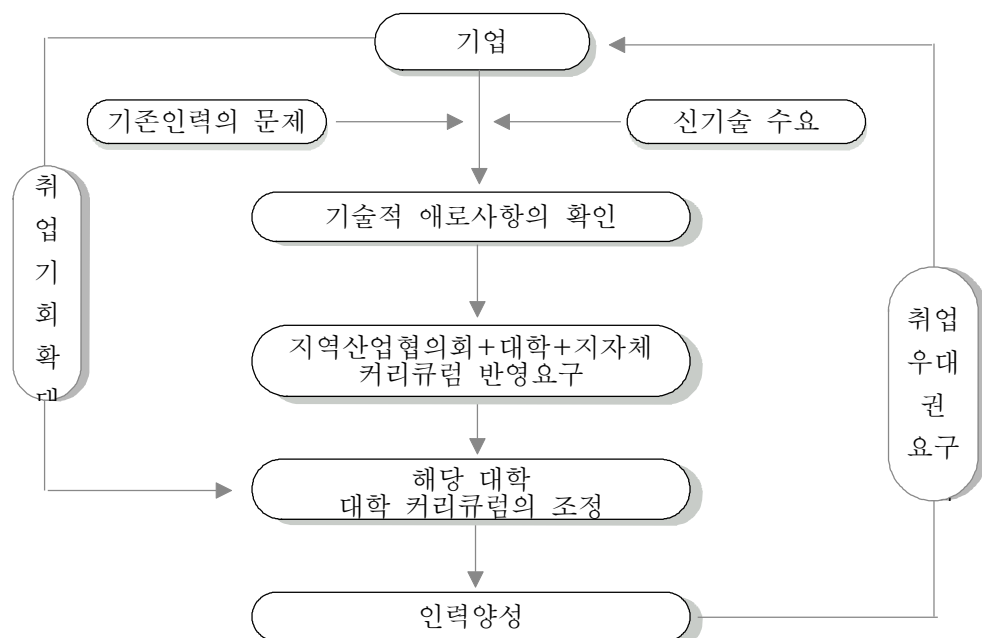 기업
기존인력의 문제
신기술 수요
기술적 애로사항의 확인
지역산업협의회+대학+지자체
커리큐럼 반영요구
해당 대학
대학 커리큐럼의 조정
인력양성
취
업
기
회
확
대
취업
우대
권
요구